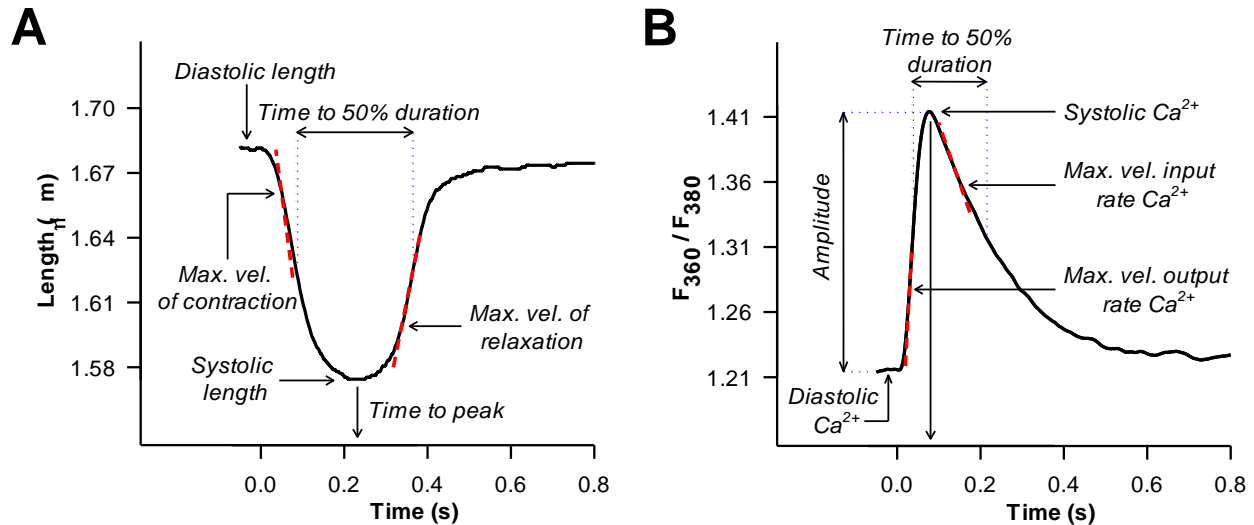 A
Diastolic length
Time to 50% duration
1.70
1.67
1.64
1.61
1.58
Length ( m)
Max. vel.
of contraction
Max. vel. of
relaxation
Systolic
length
Time to peak
0.0 0.2 0.4 0.6 0.8
Time (s)
B
Time to 50%
duration
1.41
1.36
1.31
1.26
1.21
F360 / F380
Amplitude
Systolic Ca2+
Max. vel. input
rate Ca2+
Max. vel. output
rate Ca2+
Diastolic
Ca2+
0.0 0.2 0.4 0.6 0.8
Time (s)